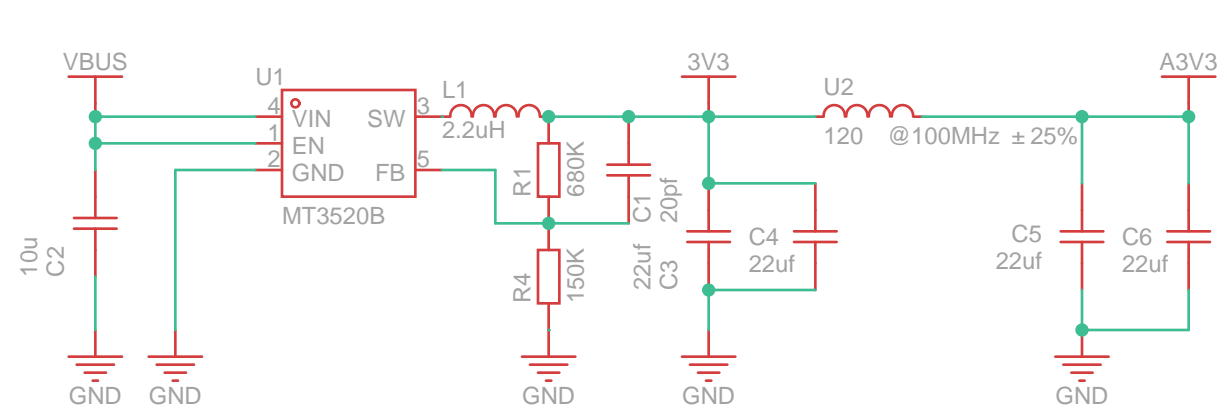 VBUS
U1
4
VIN
SW
3
1
EN
2
GND
FB
5
MT3520B
L1
2.2uH
R1
680K
C1
20pf
R4
150K
3V3
22uf
C3
C4
22uf
U2
120 @100MHz ±25%
A3V3
C5
22uf
C6
22uf
10u
C2
GND
GND
GND
GND
GND